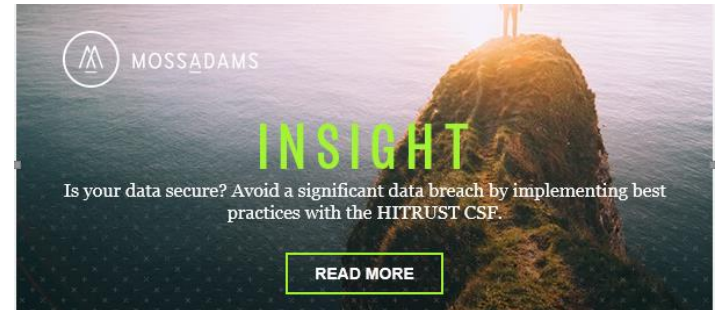 MOSSADAMS
INSIGHT
Is your data secure? Avoid a significant data breach by implementing best
practices with the HITRUST CSF.
READ MORE